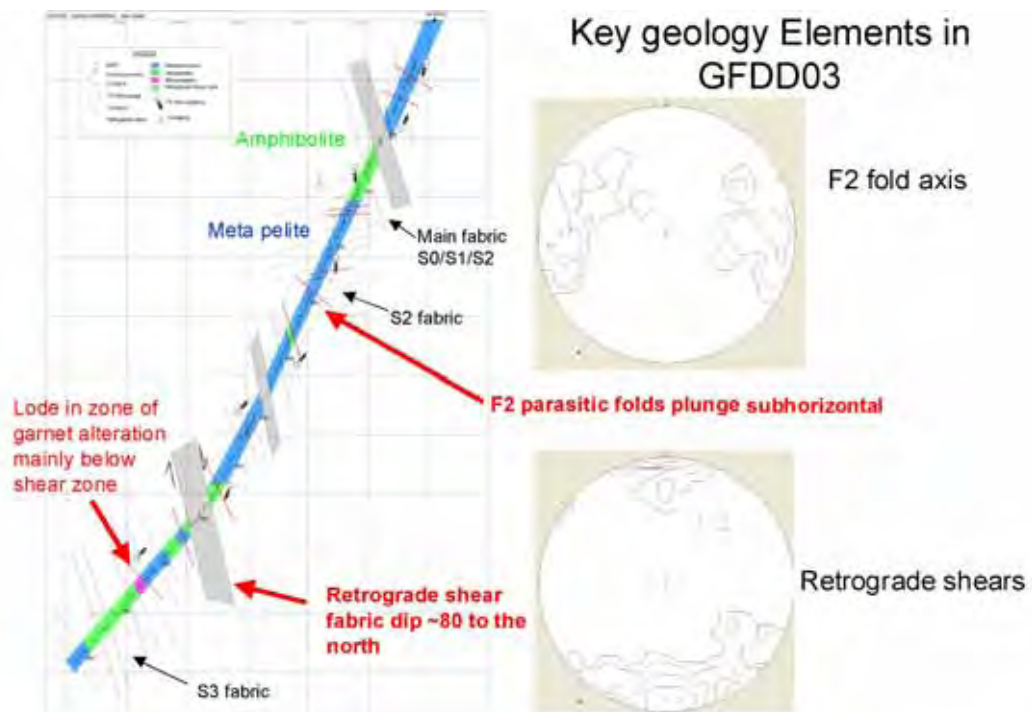 Key geology Elements in
GFDD03
Amphibolite
Meta pelite
Main fabric
S0/S1/S2
S2 fabric
F2 fold axis
F2 parasitic folds plunge subhorizontal
Lode in zone of
garnet alteration
mainly below
shear zone
Retrograde shear
fabric dip ~80 to the
north
S3 fabric
Retrograde shears